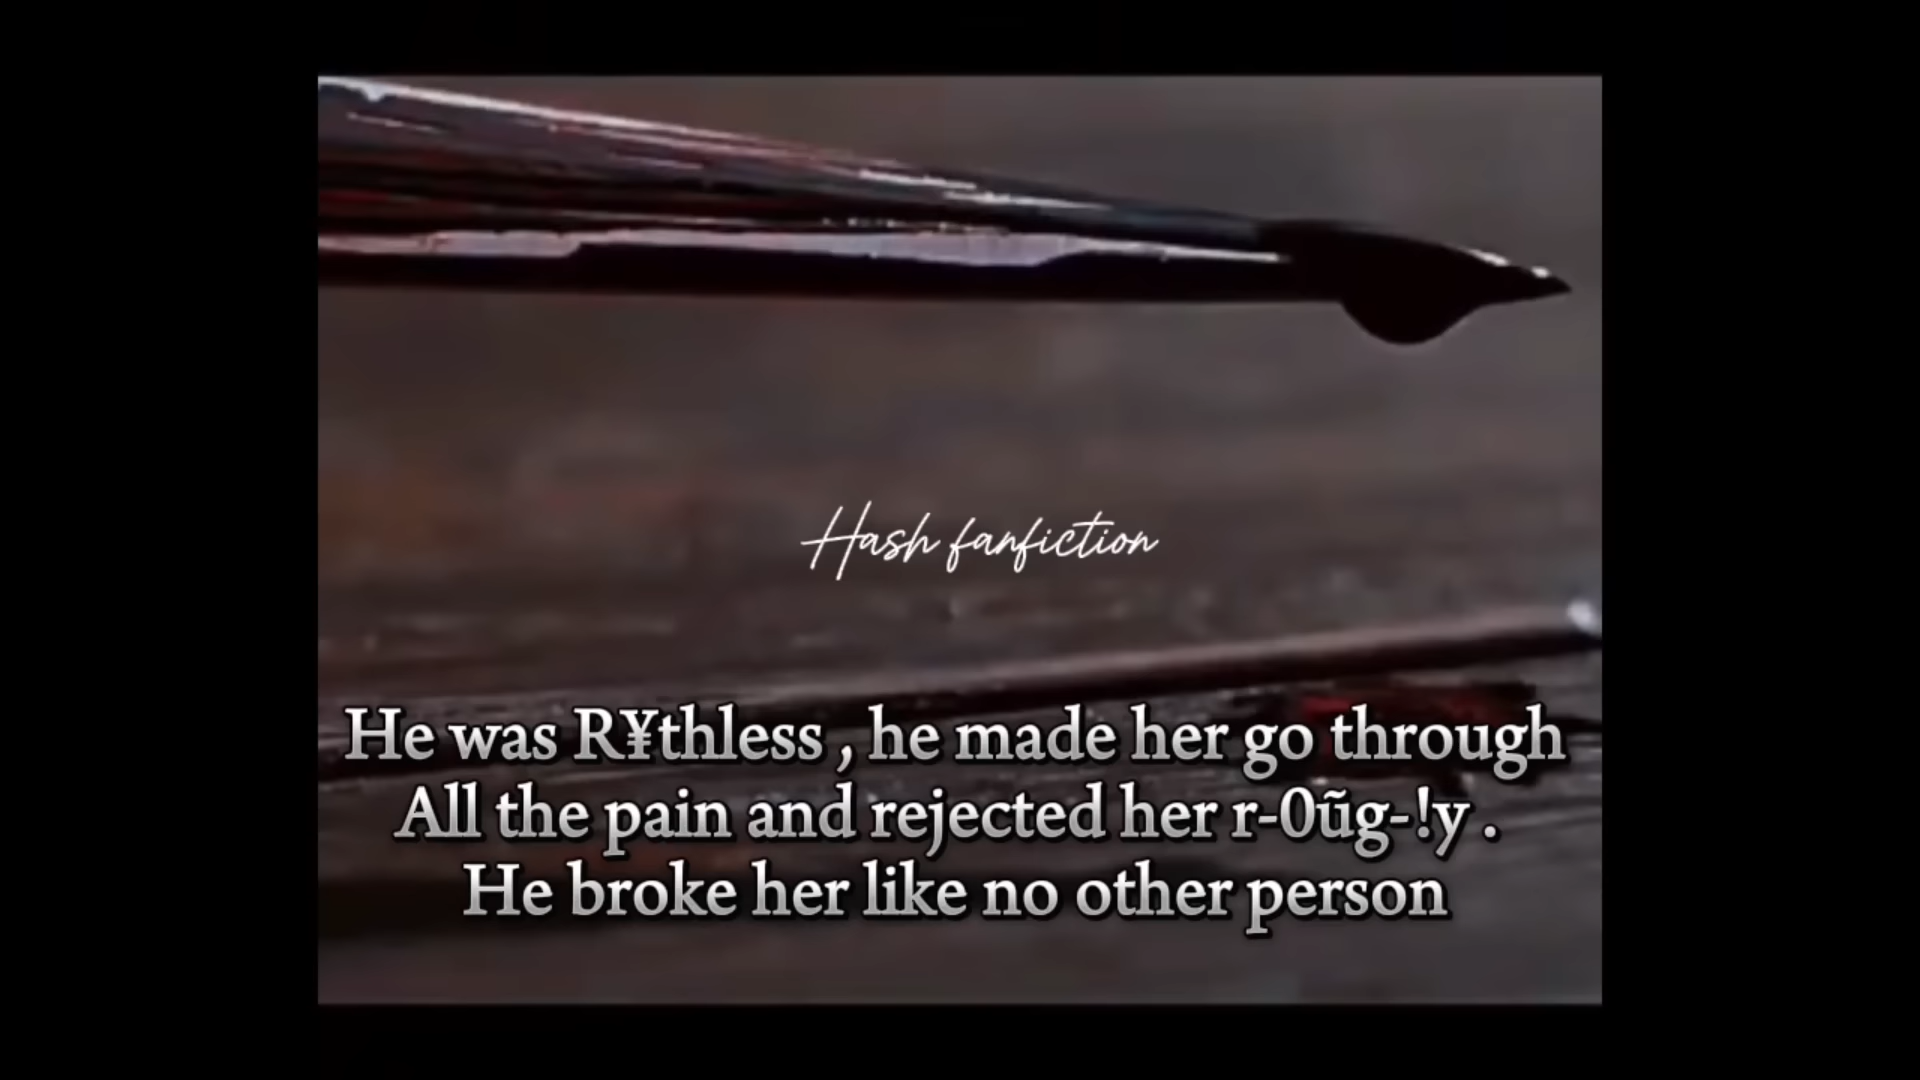 Hash fanfiction
He was R¥thless , he made her go through
All the pain and rejected her r-0ũg-!y .
He broke her like no other person